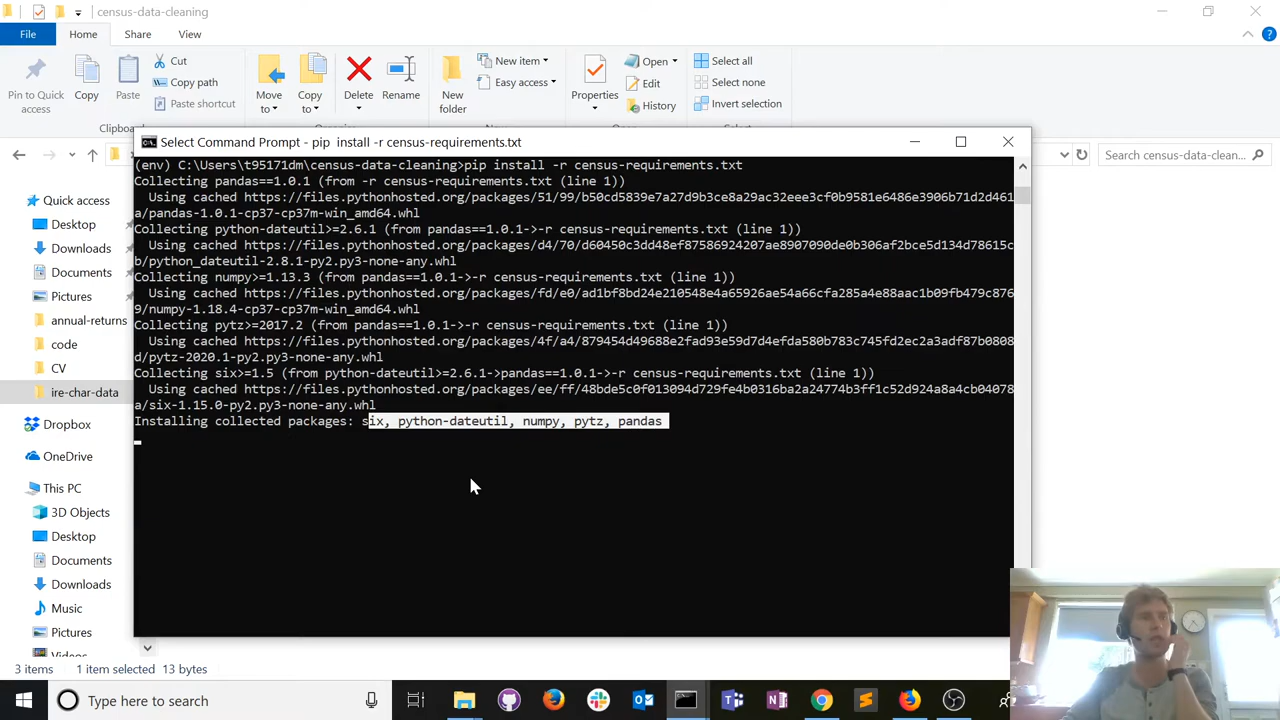 census-data-cleaning
File
Home
Share
View
Pin to Quick access
Copy
Paste
Cut
Copy path
Paste shortcut
Move to
Copy to
Delete
Rename
New folder
New item
Easy access
Properties
Open
Edit
History
Select all
Select none
Invert selection
Search census-data-clean...
Select Command Prompt - pip install -r census-requirements.txt
(env) C:\Users\t95171dm\census-data-cleaning>pip install -r census-requirements.txt
Collecting pandas==1.0.1 (from -r census-requirements.txt (line 1))
Using cached https://files.pythonhosted.org/packages/51/99/b50cd5839e7a27d9b3ce8a29ac32eee3cf0b9581e6486e3906b71d2d461
a/pandas-1.0.1-cp37-cp37m-win_amd64.whl
Collecting python-dateutil>=2.6.1 (from pandas==1.0.1->-r census-requirements.txt (line 1))
Using cached https://files.pythonhosted.org/packages/d4/70/d60450c3dd48ef87586924207ae8907090de0b306af2bce5d134d78615c
b/python_dateutil-2.8.1-py2.py3-none-any.whl
Collecting numpy>=1.13.3 (from pandas==1.0.1->-r census-requirements.txt (line 1))
Using cached https://files.pythonhosted.org/packages/fd/e0/ad1bf8bd24e210548e4a65926ae54a66cfa285a4e88aac1b09fb479c876
9/numpy-1.18.4-cp37-cp37m-win_amd64.whl
Collecting pytz>=2017.2 (from pandas==1.0.1->-r census-requirements.txt (line 1))
Using cached https://files.pythonhosted.org/packages/4f/a4/879454d49688e2fad93e59d7d4efda580b783c745fd2ec2a3adf87b0808
d/pytz-2020.1-py2.py3-none-any.whl
Collecting six>=1.5 (from python-dateutil>=2.6.1->pandas==1.0.1->-r census-requirements.txt (line 1))
Using cached https://files.pythonhosted.org/packages/ee/ff/48bde5c0f013094d729fe4b0316ba2a24774b3ff1c52d924a8a4cb04078
a/six-1.15.0-py2.py3-none-any.whl
Installing collected packages: six, python-dateutil, numpy, pytz, pandas
Quick access
Desktop
Downloads
Documents
Pictures
annual-returns
code
CV
ire-char-data
Dropbox
OneDrive
This PC
3D Objects
Desktop
Documents
Downloads
Music
Pictures
Videos
3 items
1 item selected 13 bytes
Type here to search